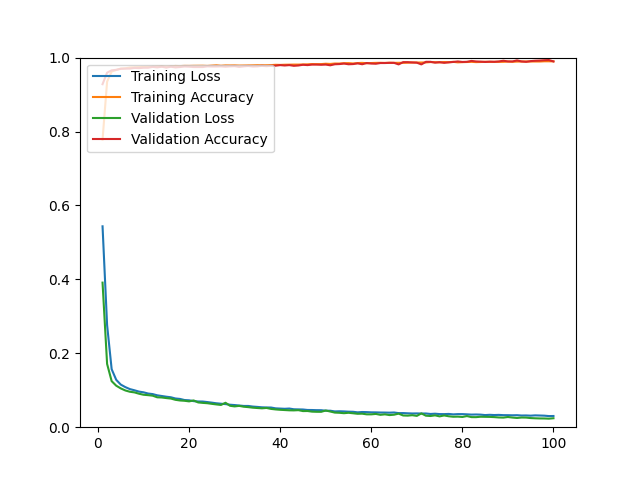 1.0
0.8
0.6
0.4
0.2
0.0
Training Loss
Training Accuracy
Validation Loss
Validation Accuracy
0 20 40 60 80 100